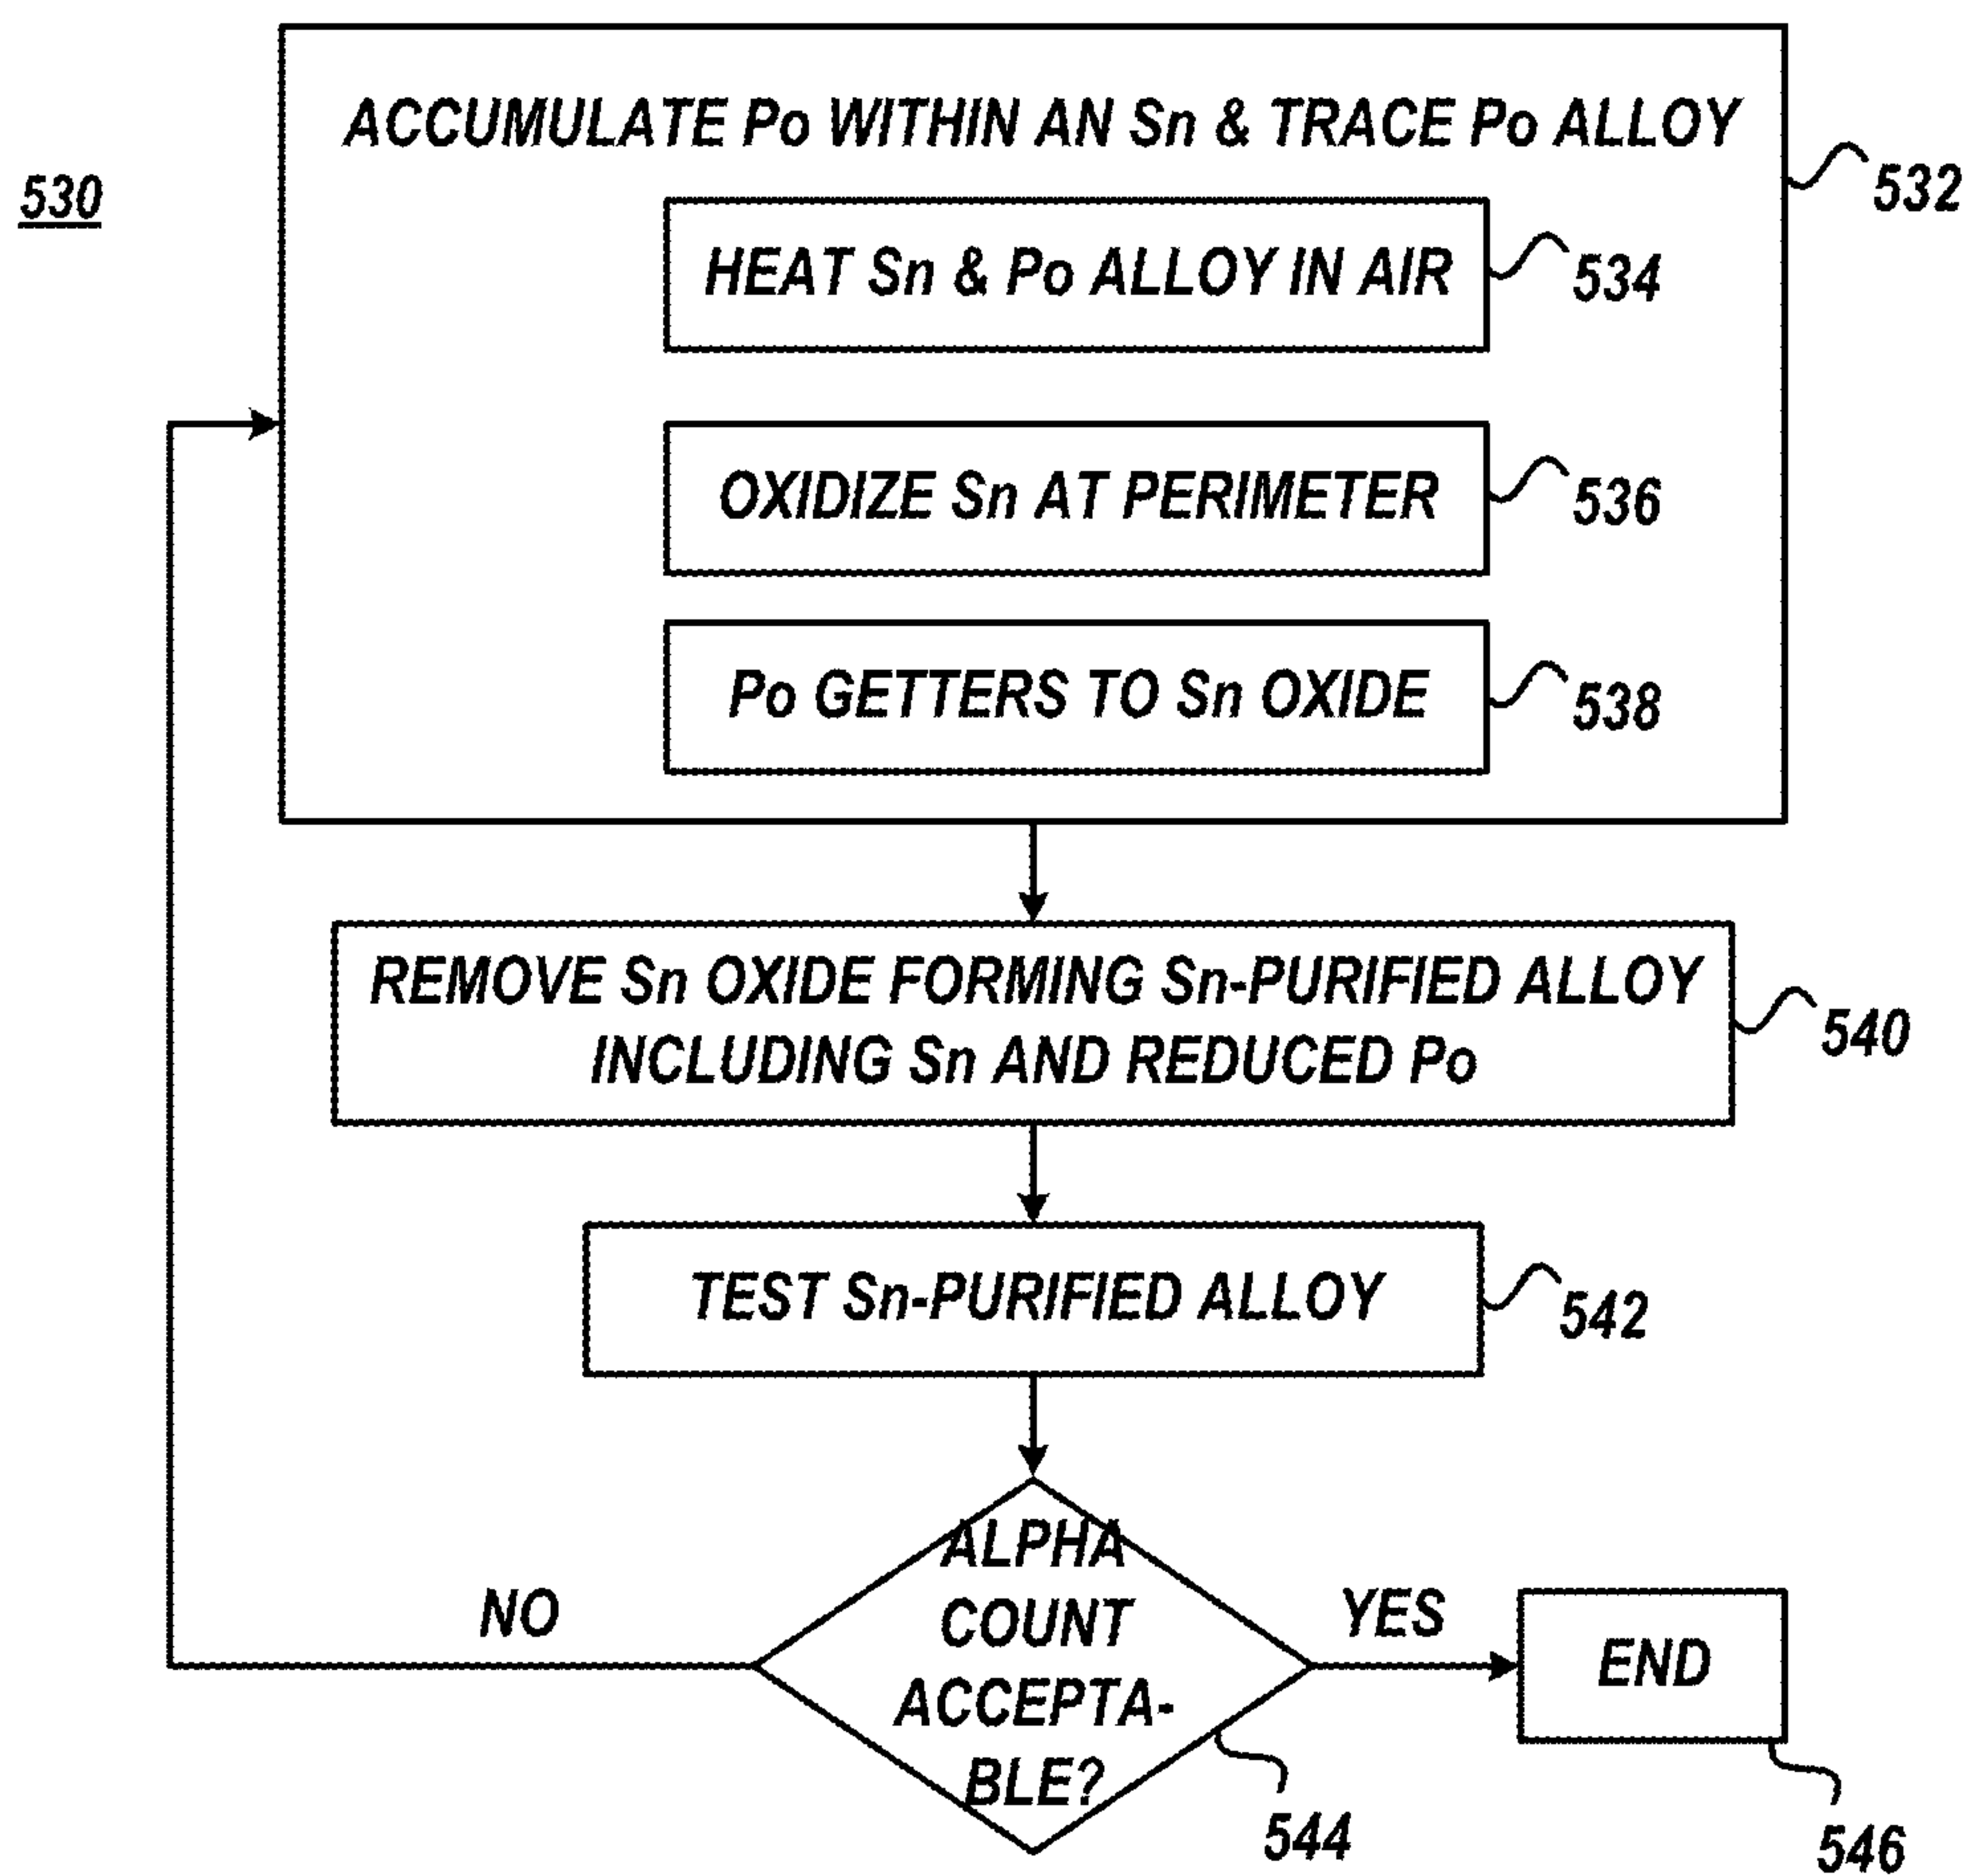 530
ACCUMULATE Po WITHIN AN Sn & TRACE Po ALLOY
532
HEAT Sn & Po ALLOY IN AIR
534
OXIDIZE Sn AT PERIMETER
536
Po GETTERS TO Sn OXIDE
538
REMOVE Sn OXIDE FORMING Sn-PURIFIED ALLOY
INCLUDING Sn AND REDUCED Po
540
TEST Sn-PURIFIED ALLOY
542
ALPHA
COUNT
ACCEPTA-
BLE?
544
NO
YES
END
546